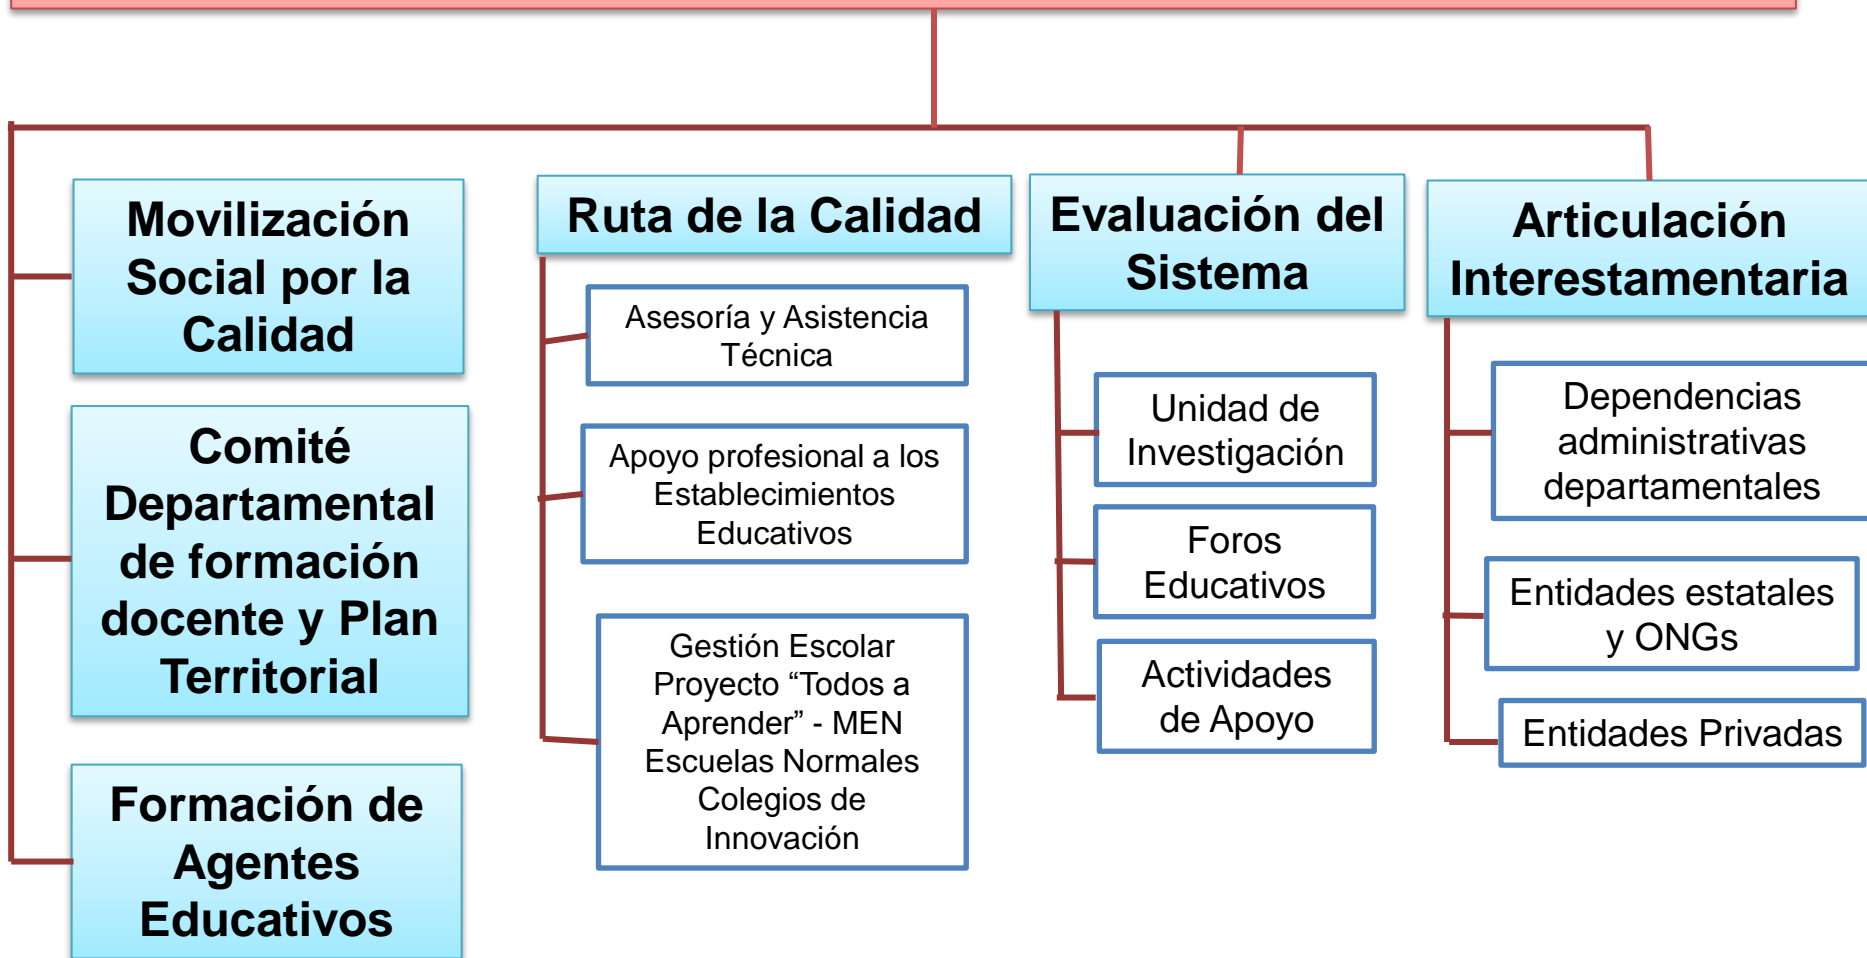 Movilización
Social por la
Calidad
Comité
Departamental
de formación
docente y Plan
Territorial
Formación de
Agentes
Educativos
Ruta de la Calidad
Asesoría y Asistencia
Técnica
Apoyo profesional a los
Establecimientos
Educativos
Gestión Escolar
Proyecto “Todos a
Aprender” - MEN
Escuelas Normales
Colegios de
Innovación
Evaluación del
Sistema
Unidad de
Investigación
Foros
Educativos
Actividades
de Apoyo
Articulación
Interestamentaria
Dependencias
administrativas
departamentales
Entidades estatales
y ONGs
Entidades Privadas